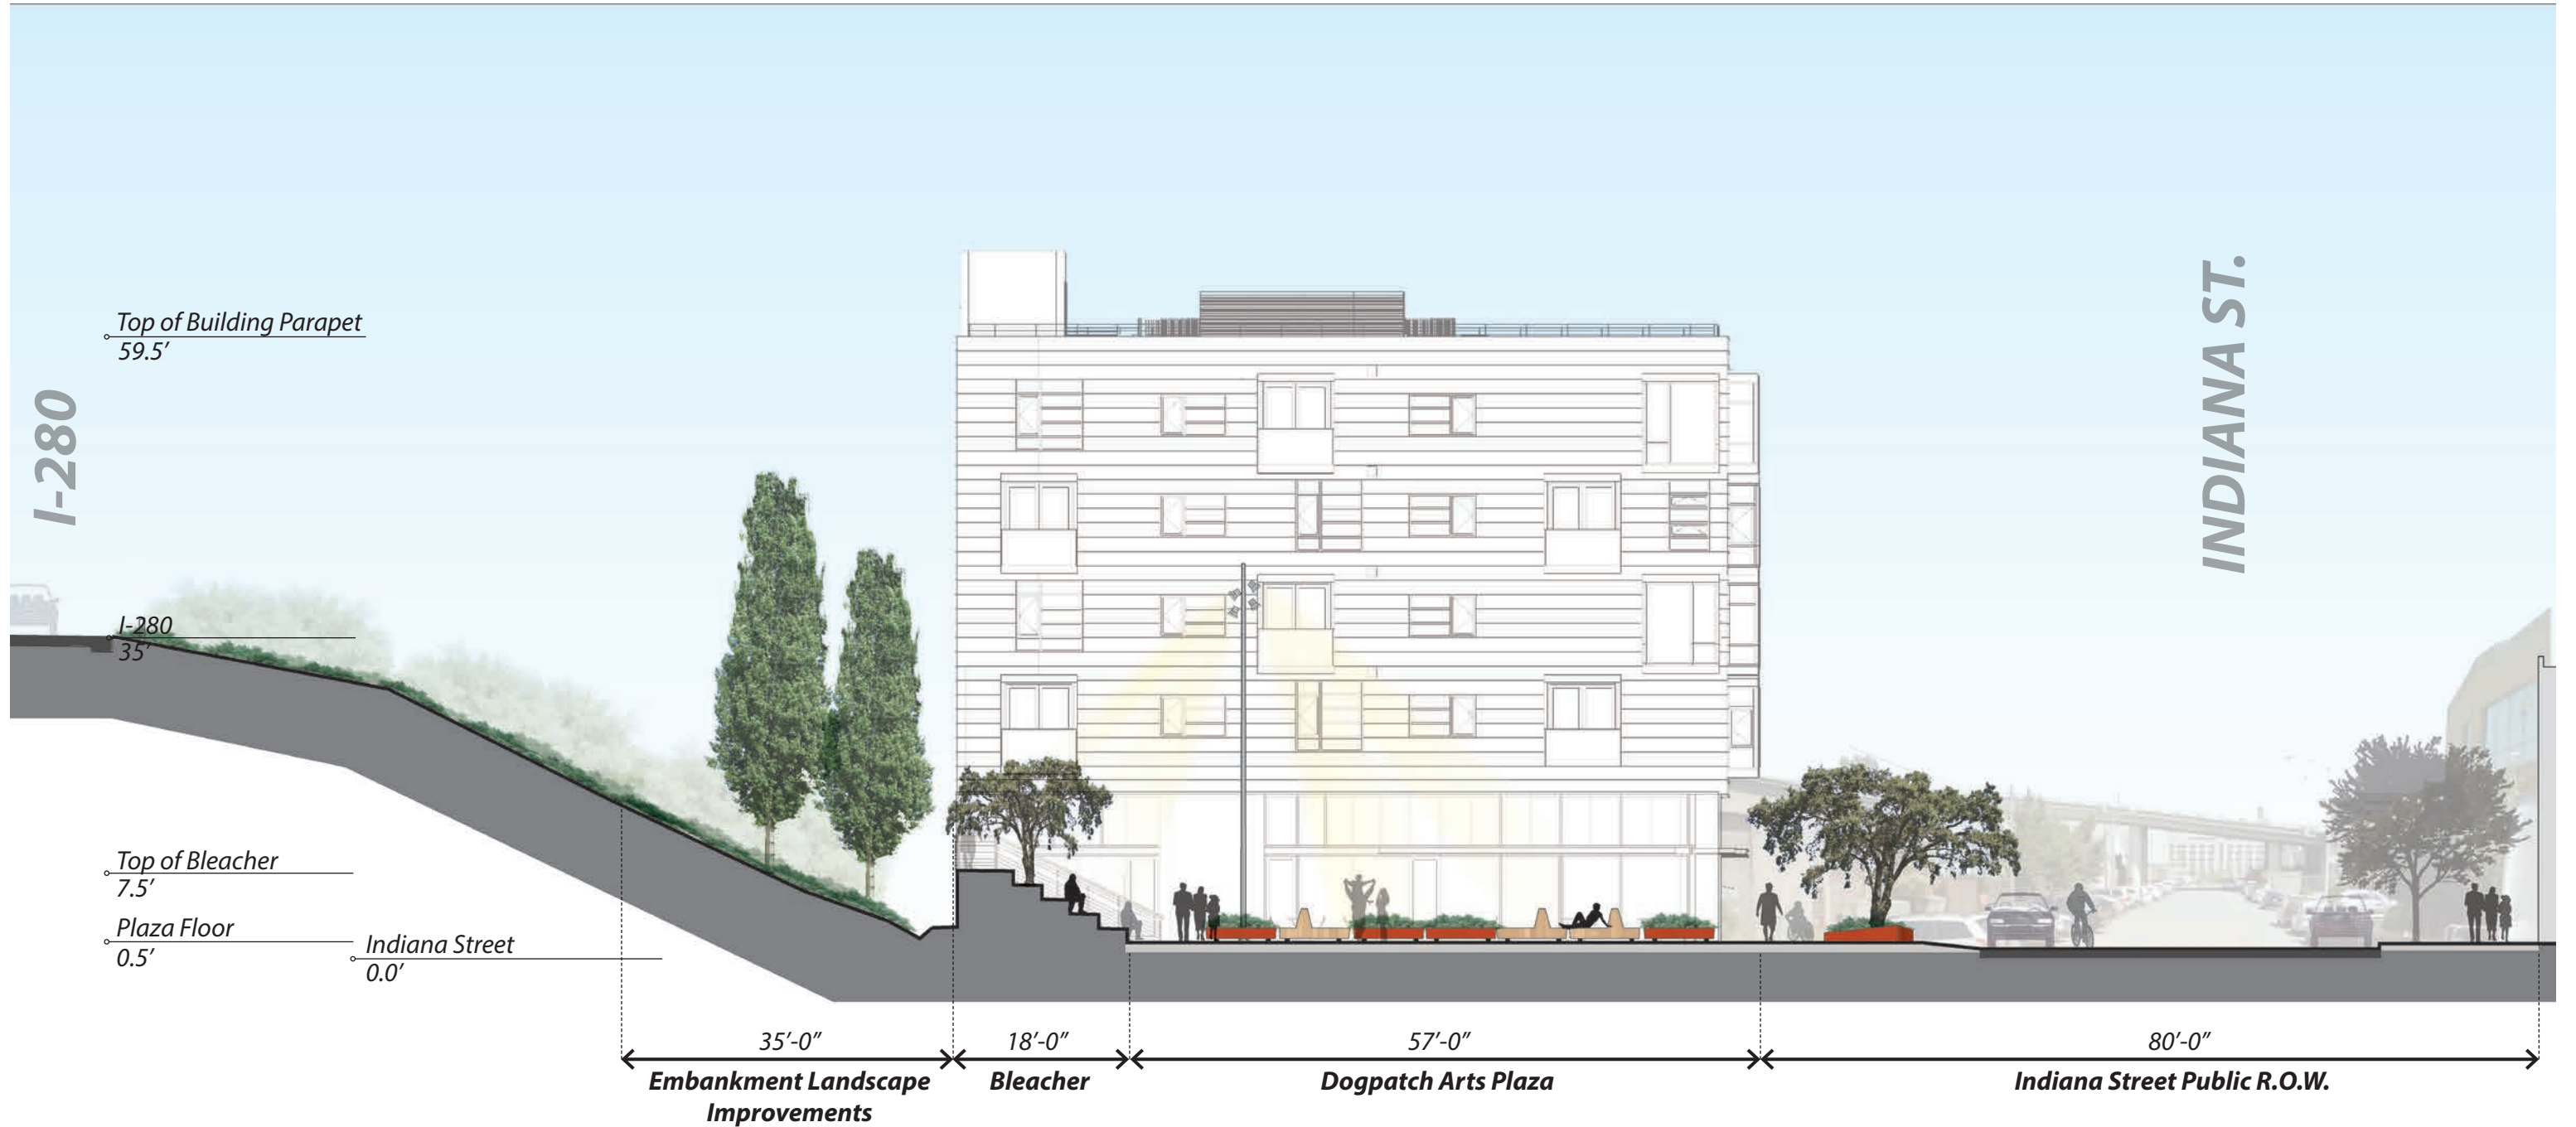 I-280
INDIANA ST.
Top of Building Parapet
59.5′
I-280
35′
Top of Bleacher
7.5′
Plaza Floor
0.5′
Indiana Street
0.0′
35′-0″
18′-0″
57′-0″
80′-0″
Embankment Landscape
Improvements
Bleacher
Dogpatch Arts Plaza
Indiana Street Public R.O.W.